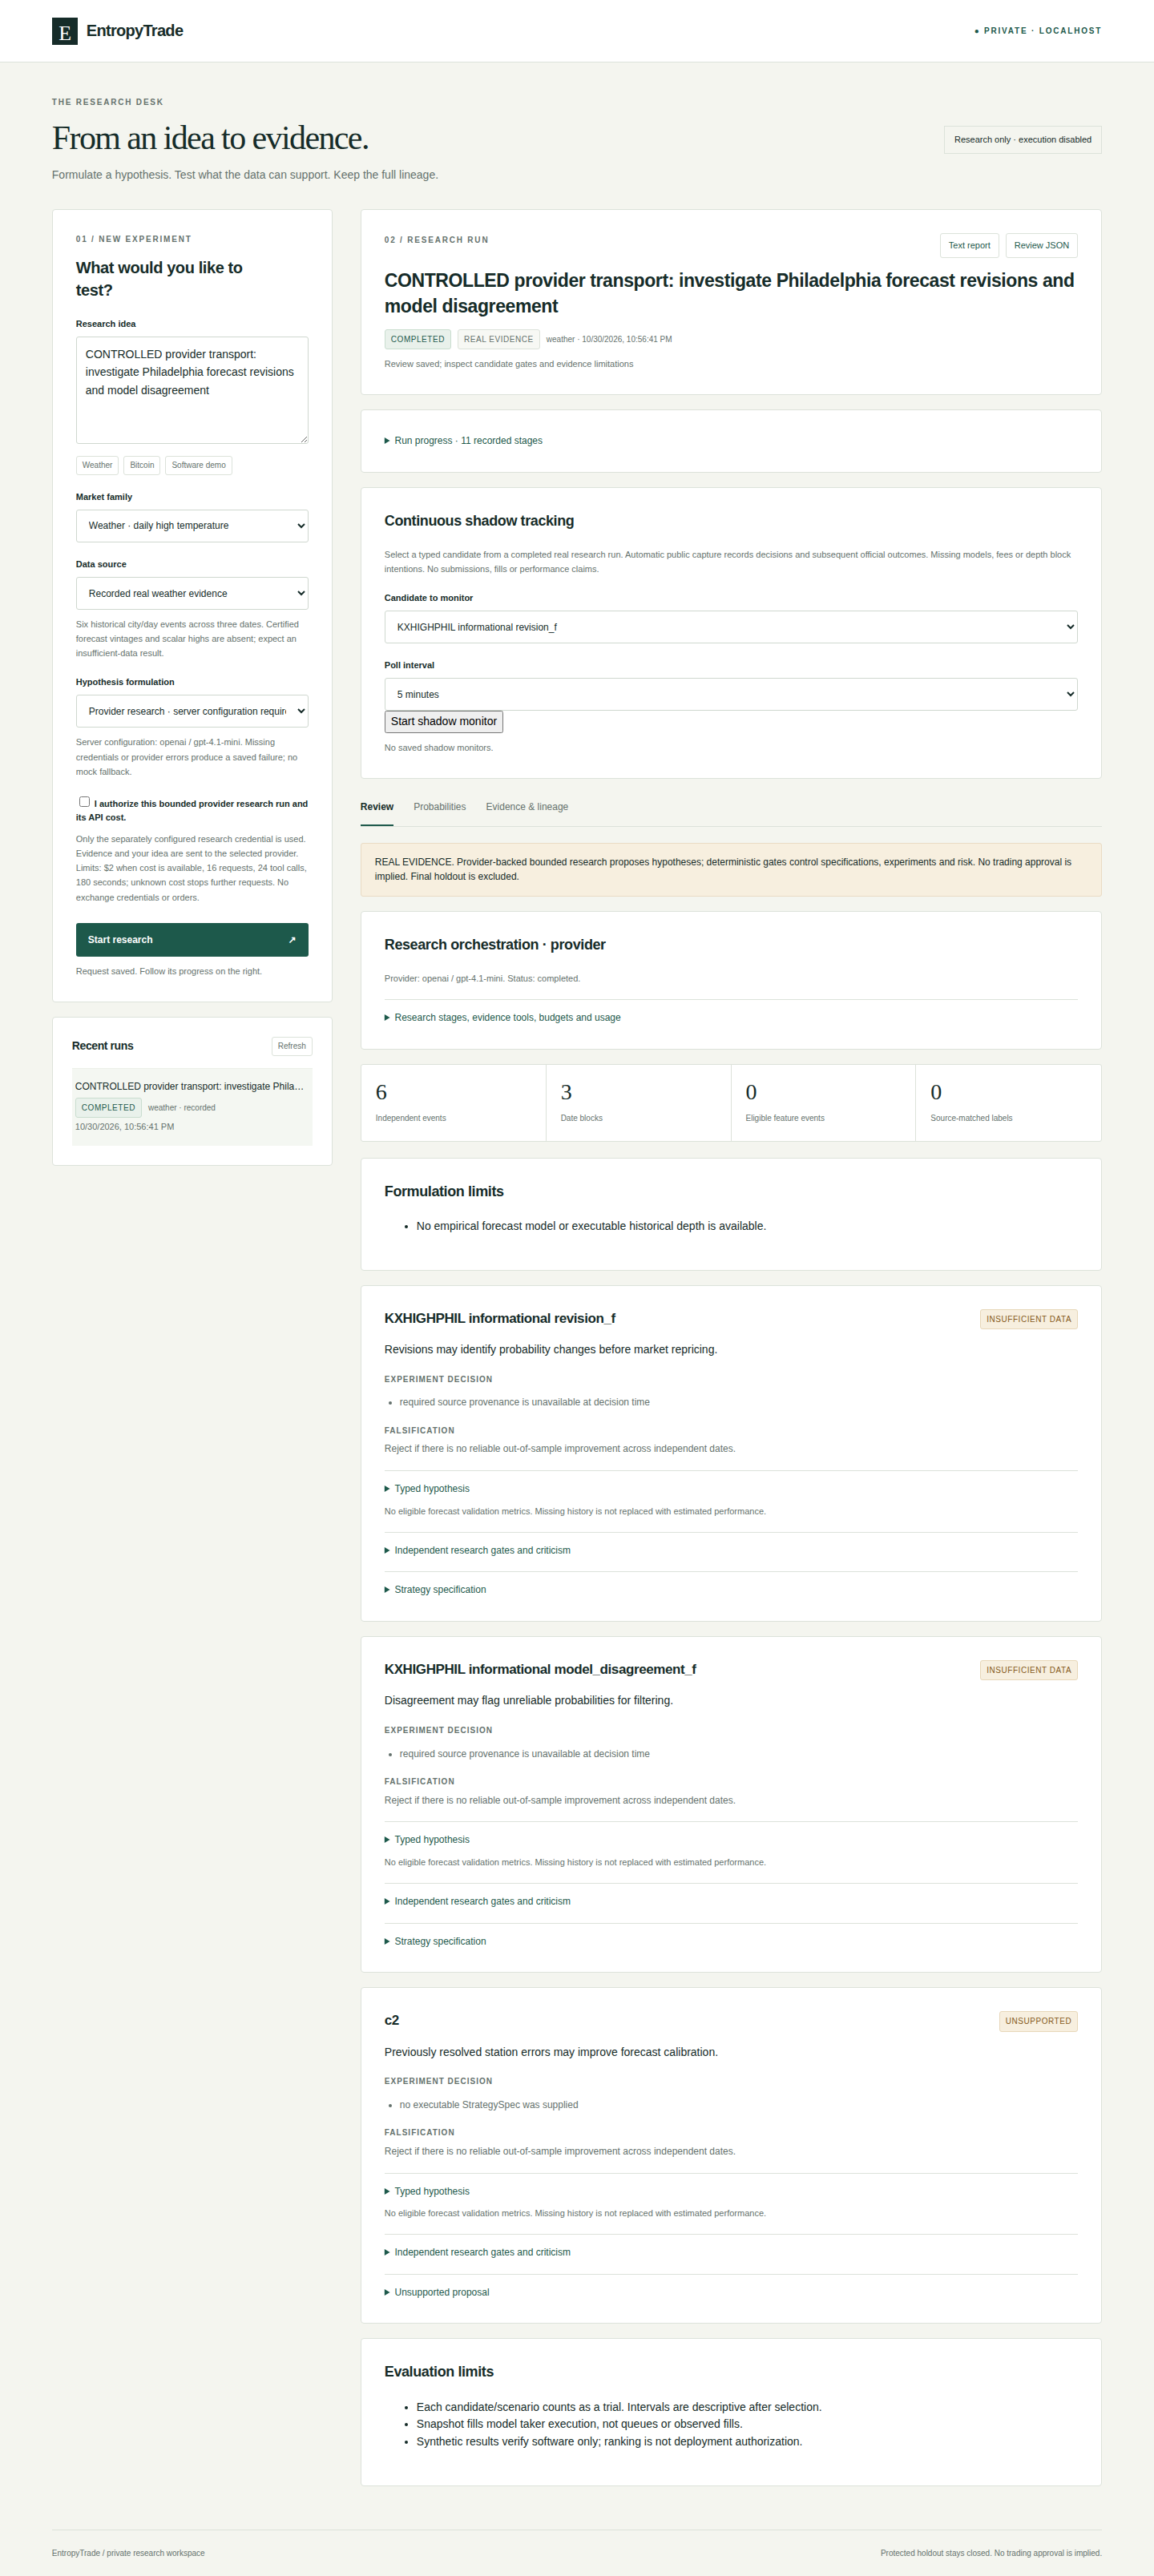 E EntropyTrade
● PRIVATE · LOCALHOST
THE RESEARCH DESK
From an idea to evidence.
Research only · execution disabled
Formulate a hypothesis. Test what the data can support. Keep the full lineage.
01 / NEW EXPERIMENT
What would you like to
test?
Research idea
CONTROLLED provider transport:
investigate Philadelphia forecast revisions
and model disagreement
Weather Bitcoin Software demo
Market family
Weather · daily high temperature
Data source
Recorded real weather evidence
Six historical city/day events across three dates. Certified
forecast vintages and scalar highs are absent; expect an
insufficient-data result.
Hypothesis formulation
Provider research · server configuration require
Server configuration: openai / gpt-4.1-mini. Missing
credentials or provider errors produce a saved failure; no
mock fallback.
I authorize this bounded provider research run and
its API cost.
Only the separately configured research credential is used.
Evidence and your idea are sent to the selected provider.
Limits: $2 when cost is available, 16 requests, 24 tool calls,
180 seconds; unknown cost stops further requests. No
exchange credentials or orders.
Start research ↗
Request saved. Follow its progress on the right.
Recent runs Refresh
CONTROLLED provider transport: investigate Phila…
COMPLETED weather · recorded
10/30/2026, 10:56:41 PM
02 / RESEARCH RUN
Text report Review JSON
CONTROLLED provider transport: investigate Philadelphia forecast revisions and
model disagreement
COMPLETED REAL EVIDENCE weather · 10/30/2026, 10:56:41 PM
Review saved; inspect candidate gates and evidence limitations
Run progress · 11 recorded stages
Continuous shadow tracking
Select a typed candidate from a completed real research run. Automatic public capture records decisions and subsequent official outcomes. Missing models, fees or depth block
intentions. No submissions, fills or performance claims.
Candidate to monitor
KXHIGHPHIL informational revision_f
Poll interval
5 minutes
Start shadow monitor
No saved shadow monitors.
Review Probabilities Evidence & lineage
REAL EVIDENCE. Provider-backed bounded research proposes hypotheses; deterministic gates control specifications, experiments and risk. No trading approval is
implied. Final holdout is excluded.
Research orchestration · provider
Provider: openai / gpt-4.1-mini. Status: completed.
Research stages, evidence tools, budgets and usage
6 3 0 0
Independent events Date blocks Eligible feature events Source-matched labels
Formulation limits
• No empirical forecast model or executable historical depth is available.
KXHIGHPHIL informational revision_f INSUFFICIENT DATA
Revisions may identify probability changes before market repricing.
EXPERIMENT DECISION
• required source provenance is unavailable at decision time
FALSIFICATION
Reject if there is no reliable out-of-sample improvement across independent dates.
Typed hypothesis
No eligible forecast validation metrics. Missing history is not replaced with estimated performance.
Independent research gates and criticism
Strategy specification
KXHIGHPHIL informational model_disagreement_f INSUFFICIENT DATA
Disagreement may flag unreliable probabilities for filtering.
EXPERIMENT DECISION
• required source provenance is unavailable at decision time
FALSIFICATION
Reject if there is no reliable out-of-sample improvement across independent dates.
Typed hypothesis
No eligible forecast validation metrics. Missing history is not replaced with estimated performance.
Independent research gates and criticism
Strategy specification
c2 UNSUPPORTED
Previously resolved station errors may improve forecast calibration.
EXPERIMENT DECISION
• no executable StrategySpec was supplied
FALSIFICATION
Reject if there is no reliable out-of-sample improvement across independent dates.
Typed hypothesis
No eligible forecast validation metrics. Missing history is not replaced with estimated performance.
Independent research gates and criticism
Unsupported proposal
Evaluation limits
• Each candidate/scenario counts as a trial. Intervals are descriptive after selection.
• Snapshot fills model taker execution, not queues or observed fills.
• Synthetic results verify software only; ranking is not deployment authorization.
EntropyTrade / private research workspace
Protected holdout stays closed. No trading approval is implied.